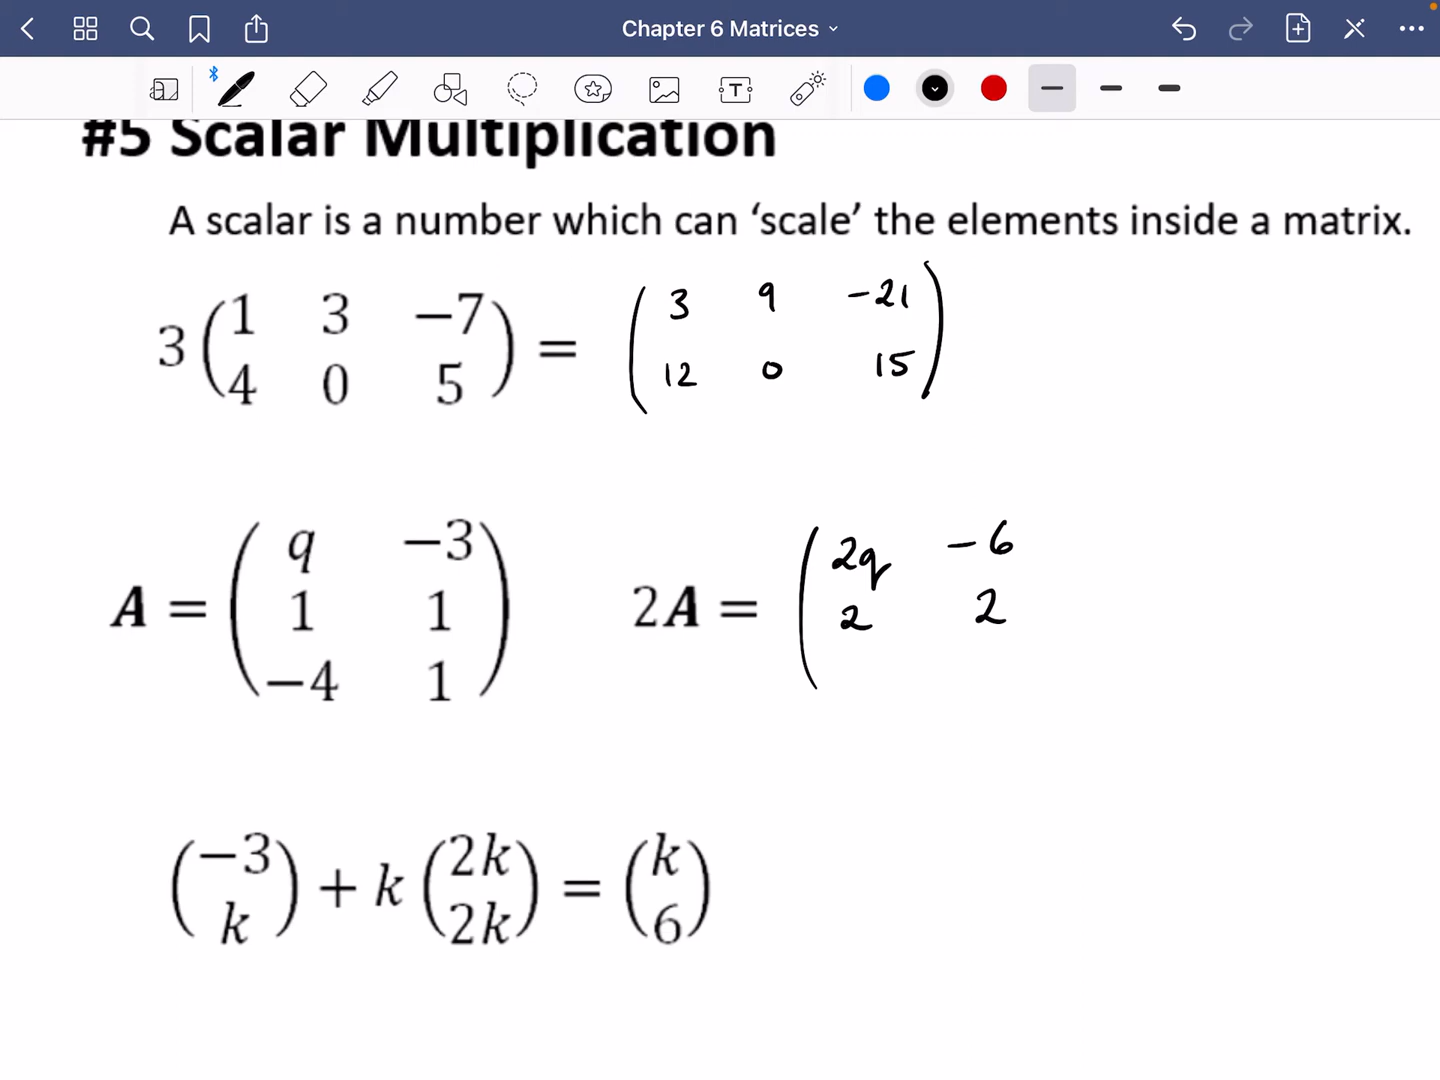 Chapter 6 Matrices
#5 Scalar Multiplication
A scalar is a number which can ‘scale’ the elements inside a matrix.
3 (1 3 −7) = (3 9 −21)
(4 0 5) (12 0 15)
A = (q −3) 2A = (2q −6
(1 1) 2 2
(−4 1)
(−3) + k (2k) = (k)
(k) (2k) (6)